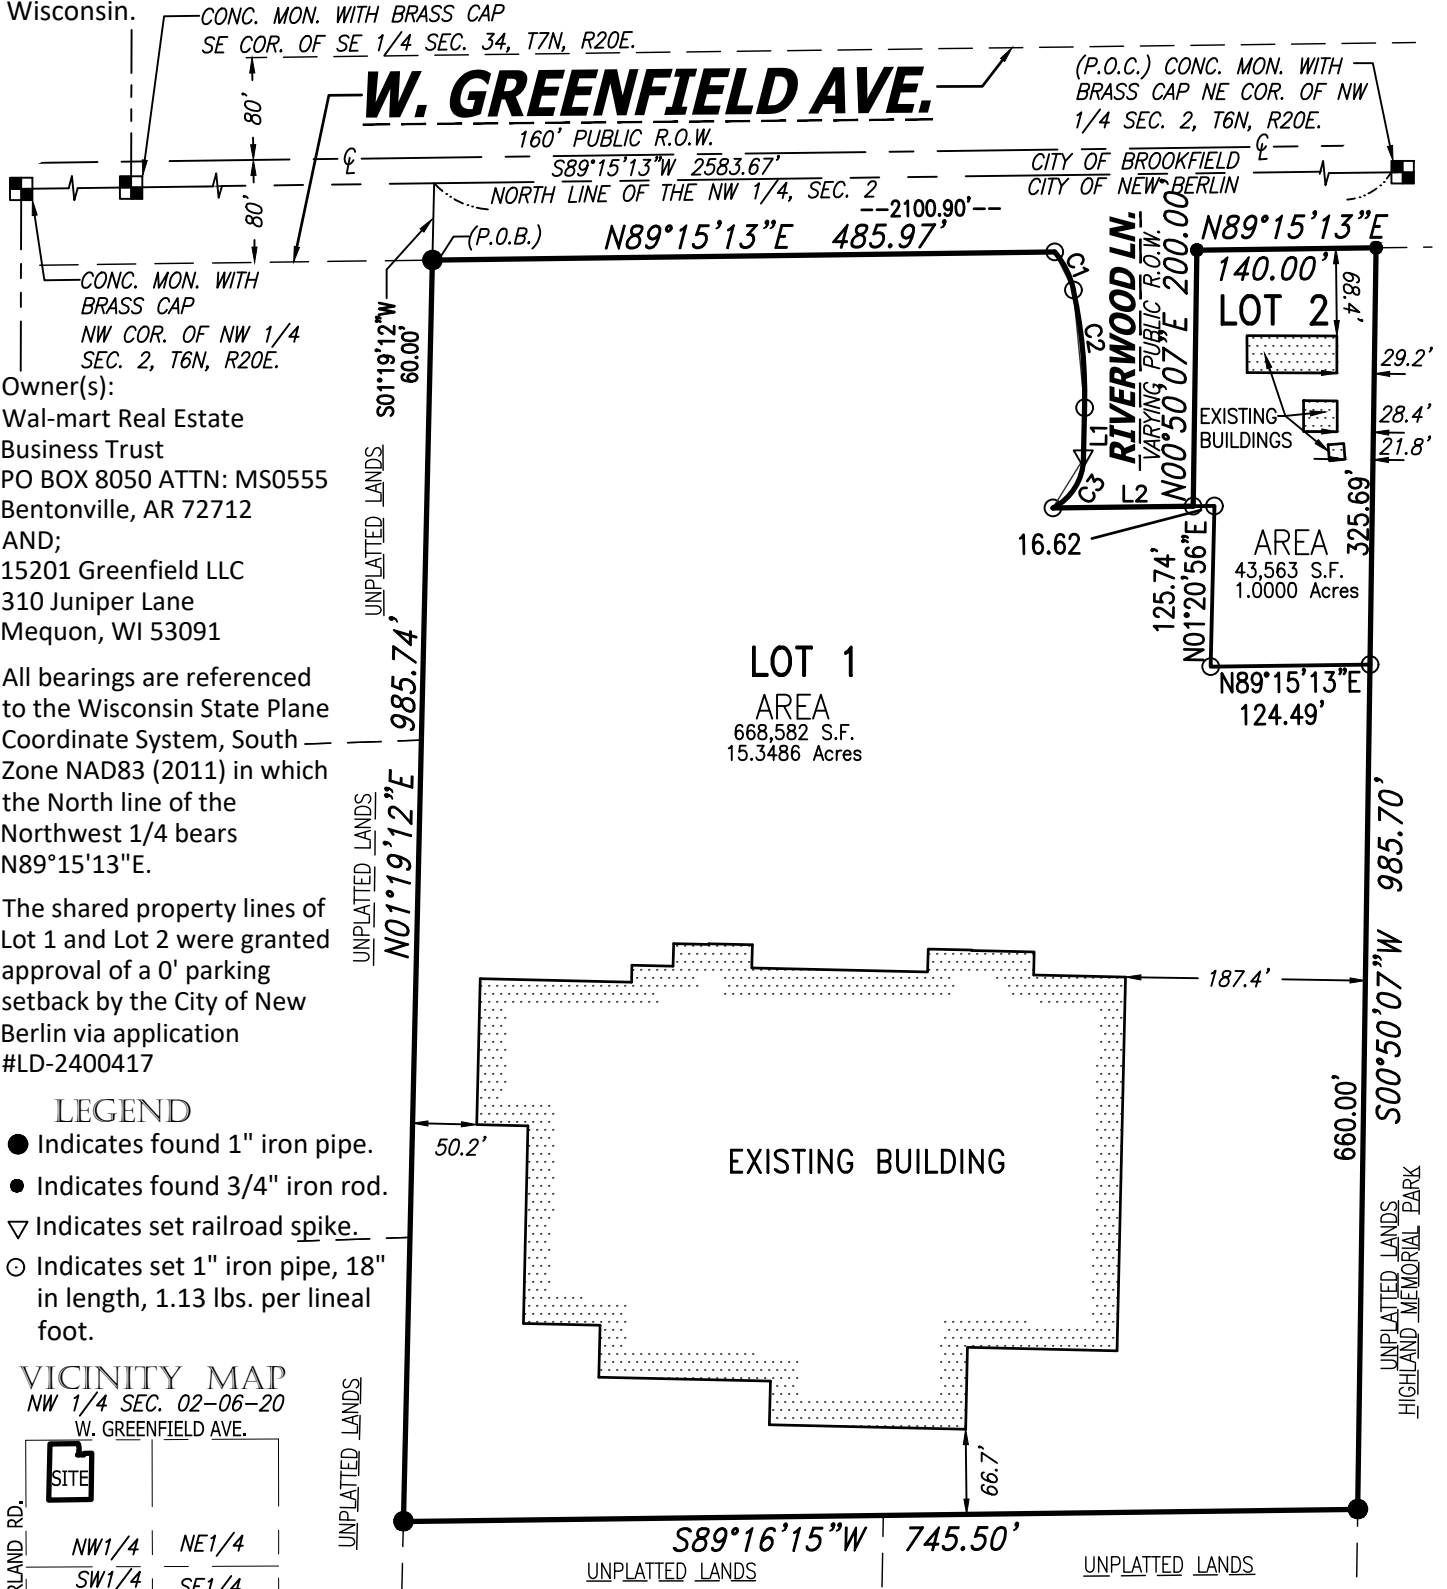 Wisconsin.
CONC. MON. WITH BRASS CAP
SE COR. OF SE 1/4 SEC. 34, T7N, R20E.
80'
W. GREENFIELD AVE.
160' PUBLIC R.O.W.
(P.O.C.) CONC. MON. WITH
BRASS CAP NE COR. OF NW
1/4 SEC. 2, T6N, R20E.
℄
℄
S89°15'13"W 2583.67'
NORTH LINE OF THE NW 1/4, SEC. 2
CITY OF BROOKFIELD
CITY OF NEW BERLIN
80'
--2100.90'--
(P.O.B.)
N89°15'13"E 485.97'
N89°15'13"E
140.00'
CONC. MON. WITH
BRASS CAP
NW COR. OF NW 1/4
SEC. 2, T6N, R20E.
S01°19'12"W
60.00'
C1
C2
L1
C3
L2
16.62
RIVERWOOD LN.
VARYING PUBLIC R.O.W.
N00°50'07"E 200.00'
LOT 2
68.4'
29.2'
28.4'
21.8'
EXISTING
BUILDINGS
325.69'
AREA
43,563 S.F.
1.0000 Acres
125.74'
N01°20'56"E
N89°15'13"E
124.49'
Owner(s):
Wal-mart Real Estate
Business Trust
PO BOX 8050 ATTN: MS0555
Bentonville, AR 72712
AND;
15201 Greenfield LLC
310 Juniper Lane
Mequon, WI 53091
All bearings are referenced
to the Wisconsin State Plane
Coordinate System, South
Zone NAD83 (2011) in which
the North line of the
Northwest 1/4 bears
N89°15'13"E.
The shared property lines of
Lot 1 and Lot 2 were granted
approval of a 0' parking
setback by the City of New
Berlin via application
#LD-2400417
UNPLATTED LANDS
UNPLATTED LANDS
N01°19'12"E 985.74'
LOT 1
AREA
668,582 S.F.
15.3486 Acres
187.4'
S00°50'07"W 985.70'
660.00'
50.2'
EXISTING BUILDING
UNPLATTED LANDS
HIGHLAND MEMORIAL PARK
66.7'
LEGEND
Indicates found 1" iron pipe.
Indicates found 3/4" iron rod.
Indicates set railroad spike.
Indicates set 1" iron pipe, 18"
in length, 1.13 lbs. per lineal
foot.
VICINITY MAP
NW 1/4 SEC. 02-06-20
W. GREENFIELD AVE.
SITE
NW1/4
NE1/4
SW1/4
SE1/4
RLAND RD.
UNPLATTED LANDS
S89°16'15"W 745.50'
UNPLATTED LANDS
UNPLATTED LANDS